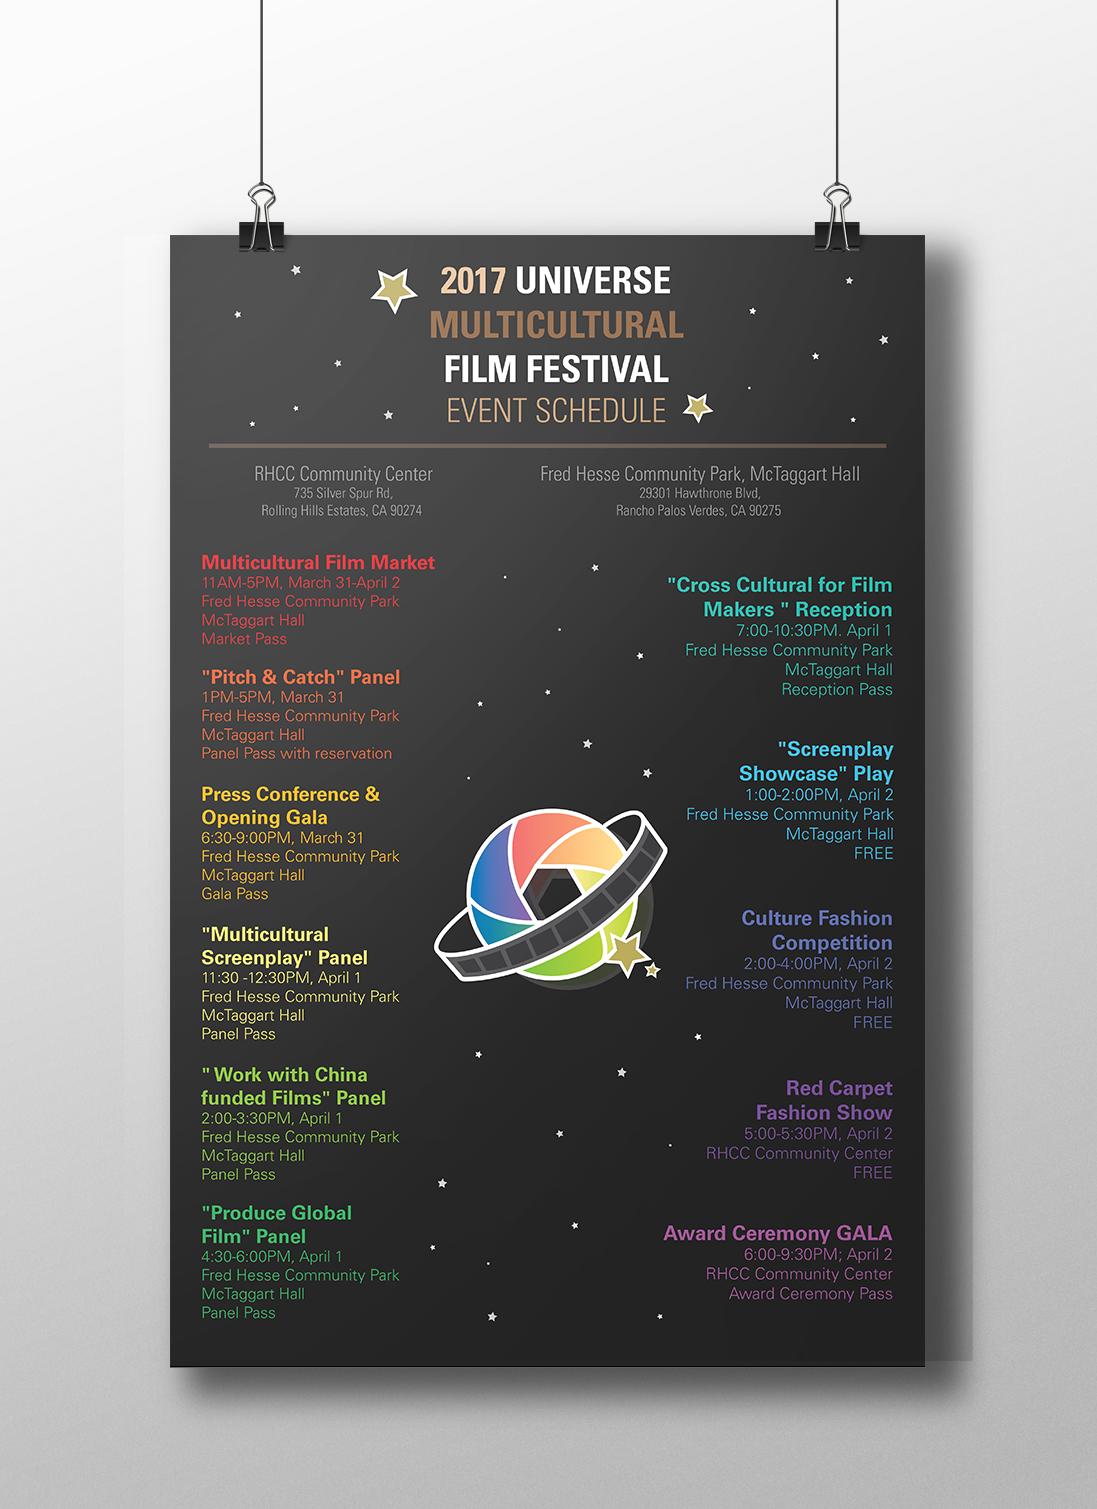 2017 UNIVERSE
MULTICULTURAL
FILM FESTIVAL
EVENT SCHEDULE
RHCC Community Center
735 Silver Spur Rd,
Rolling Hills Estates, CA 90274
Fred Hesse Community Park, McTaggart Hall
29301 Hawthrone Blvd,
Rancho Palos Verdes, CA 90275
Multicultural Film Market
11AM-5PM, March 31-April 2
Fred Hesse Community Park
McTaggart Hall
Market Pass
"Pitch & Catch" Panel
1PM-5PM, March 31
Fred Hesse Community Park
McTaggart Hall
Panel Pass with reservation
Press Conference &
Opening Gala
6:30-9:00PM, March 31
Fred Hesse Community Park
McTaggart Hall
Gala Pass
"Multicultural
Screenplay" Panel
11:30 -12:30PM, April 1
Fred Hesse Community Park
McTaggart Hall
Panel Pass
" Work with China
funded Films" Panel
2:00-3:30PM, April 1
Fred Hesse Community Park
McTaggart Hall
Panel Pass
"Produce Global
Film" Panel
4:30-6:00PM, April 1
Fred Hesse Community Park
McTaggart Hall
Panel Pass
"Cross Cultural for Film
Makers " Reception
7:00-10:30PM. April 1
Fred Hesse Community Park
McTaggart Hall
Reception Pass
"Screenplay
Showcase" Play
1:00-2:00PM, April 2
Fred Hesse Community Park
McTaggart Hall
FREE
Culture Fashion
Competition
2:00-4:00PM, April 2
Fred Hesse Community Park
McTaggart Hall
FREE
Red Carpet
Fashion Show
5:00-5:30PM, April 2
RHCC Community Center
FREE
Award Ceremony GALA
6:00-9:30PM; April 2
RHCC Community Center
Award Ceremony Pass